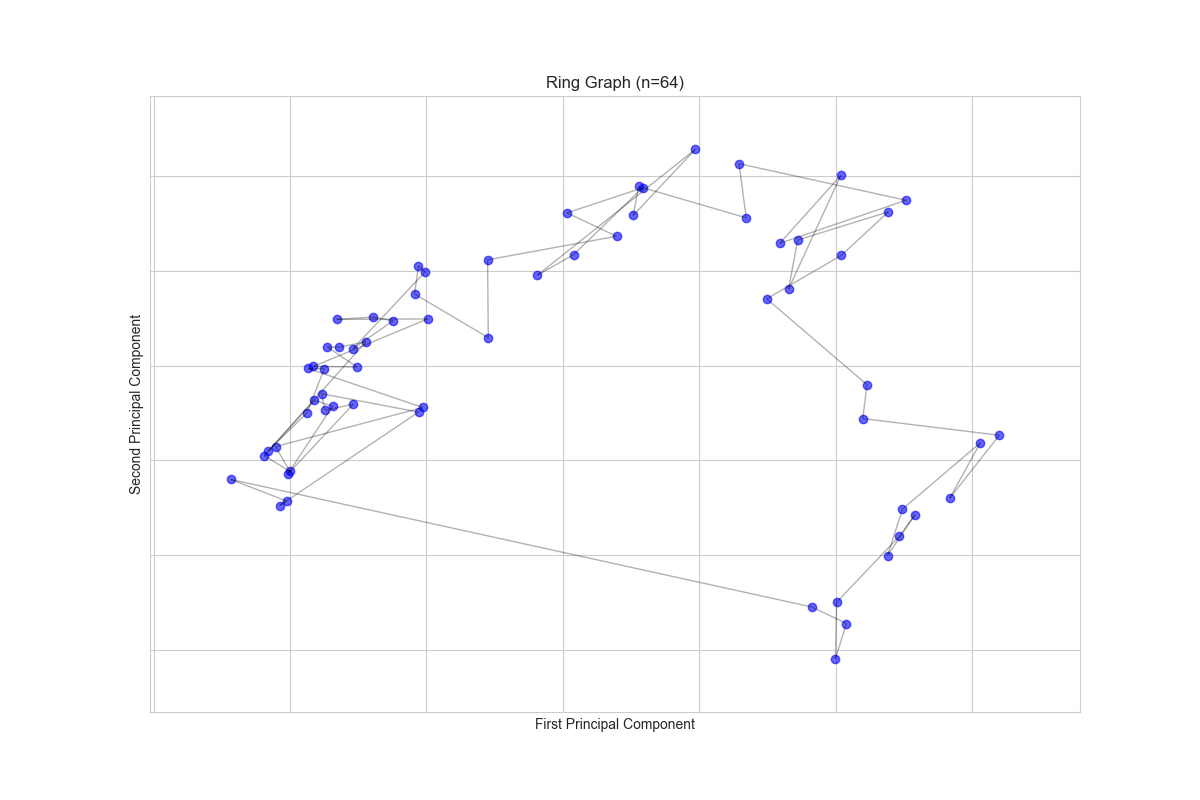 Ring Graph (n=64)
Second Principal Component
First Principal Component